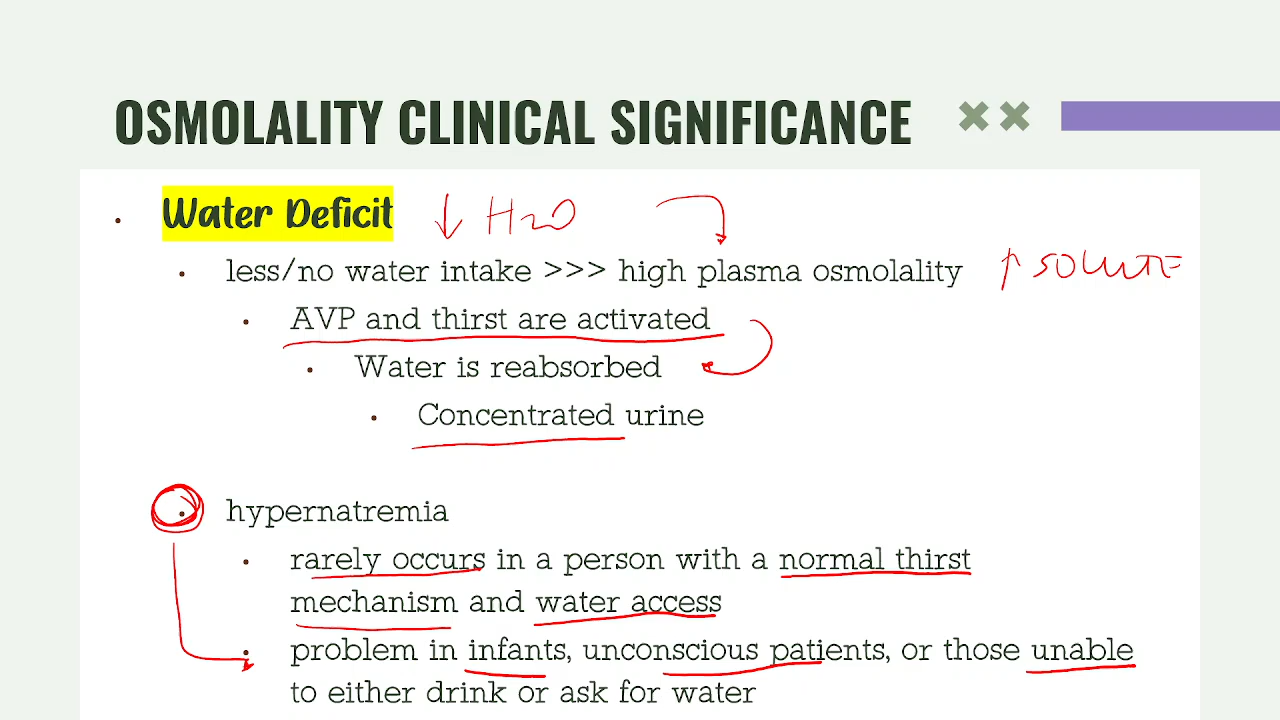 OSMOLALITY CLINICAL SIGNIFICANCE
Water Deficit ↓ H2O
less/no water intake >>> high plasma osmolality ↑ SOLUTE
AVP and thirst are activated
Water is reabsorbed
Concentrated urine
hypernatremia
rarely occurs in a person with a normal thirst
mechanism and water access
problem in infants, unconscious patients, or those unable
to either drink or ask for water